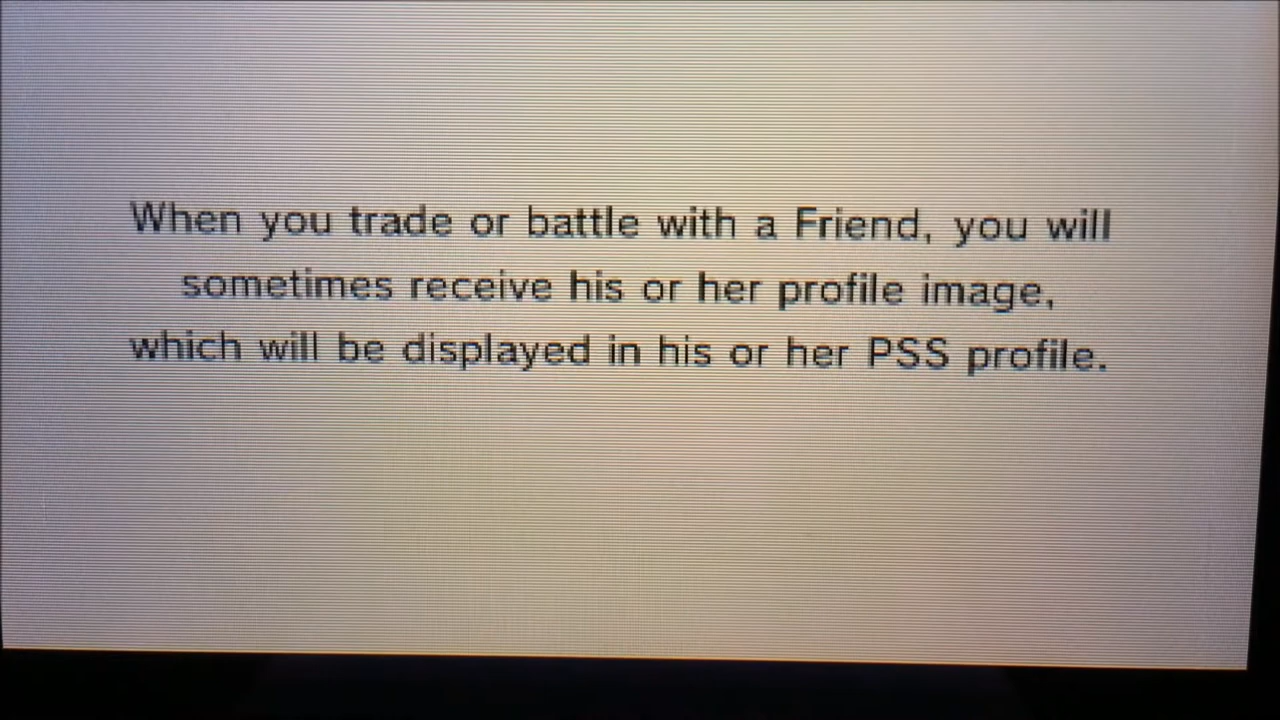 When you trade or battle with a Friend, you will
sometimes receive his or her profile image,
which will be displayed in his or her PSS profile.